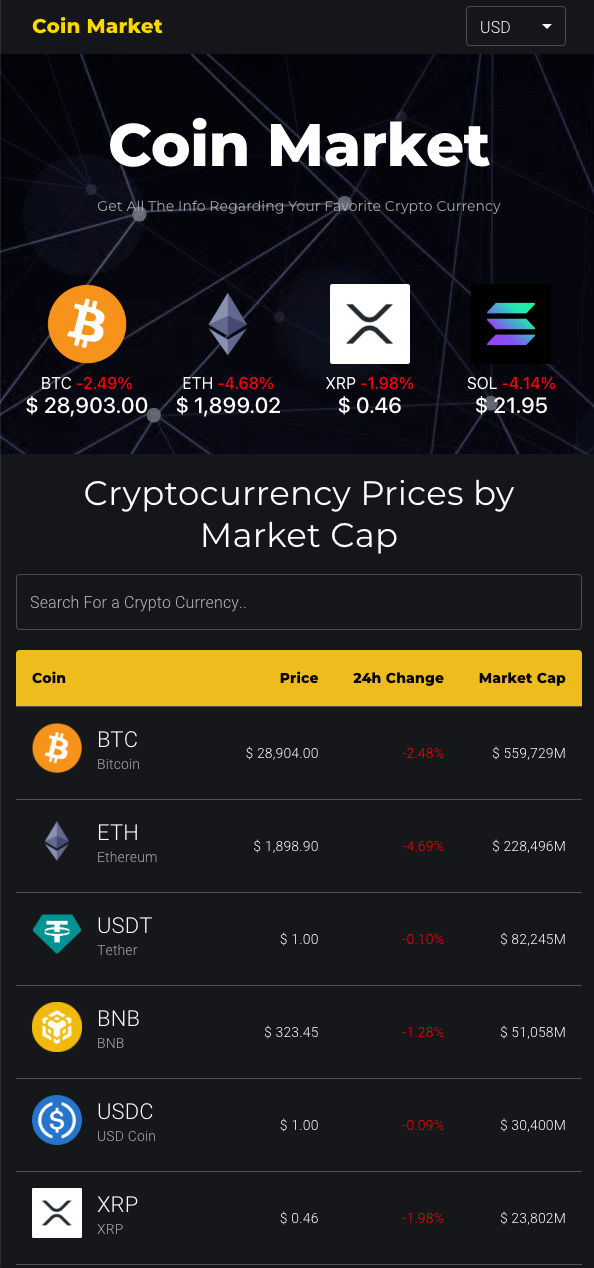 Coin Market
USD
Coin Market
Get All The Info Regarding Your Favorite Crypto Currency
BTC -2.49% ETH -4.68% XRP -1.98% SOL -4.14%
$ 28,903.00 $ 1,899.02 $ 0.46 $ 21.95
Cryptocurrency Prices by
Market Cap
Search For a Crypto Currency..
Coin Price 24h Change Market Cap
BTC
Bitcoin
$ 28,904.00 -2.48% $ 559,729M
ETH
Ethereum
$ 1,898.90 -4.69% $ 228,496M
USDT
Tether
$ 1.00 -0.10% $ 82,245M
BNB
BNB
$ 323.45 -1.28% $ 51,058M
USDC
USD Coin
$ 1.00 -0.09% $ 30,400M
XRP
XRP
$ 0.46 -1.98% $ 23,802M